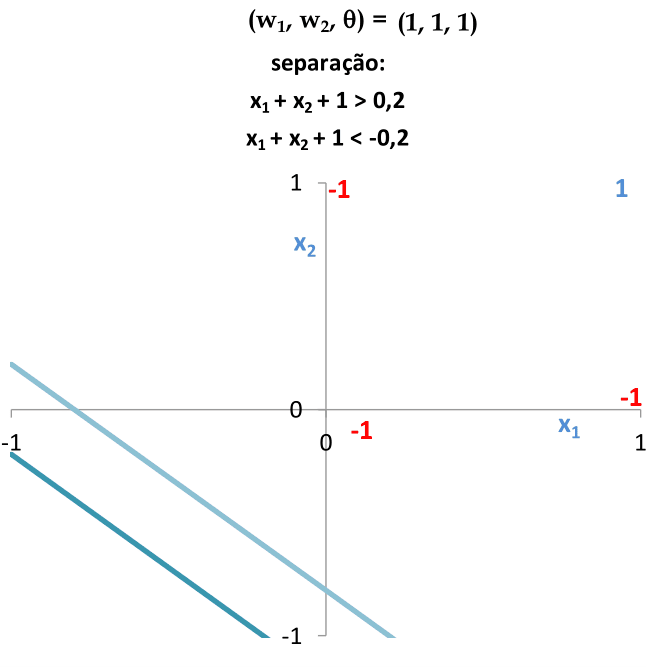 (w₁, w₂, θ) = (1, 1, 1)
separação:
x₁ + x₂ + 1 > 0,2
x₁ + x₂ + 1 < -0,2
1
-1
1
x₂
-1
0
x₁
-1
-1
0
1
-1